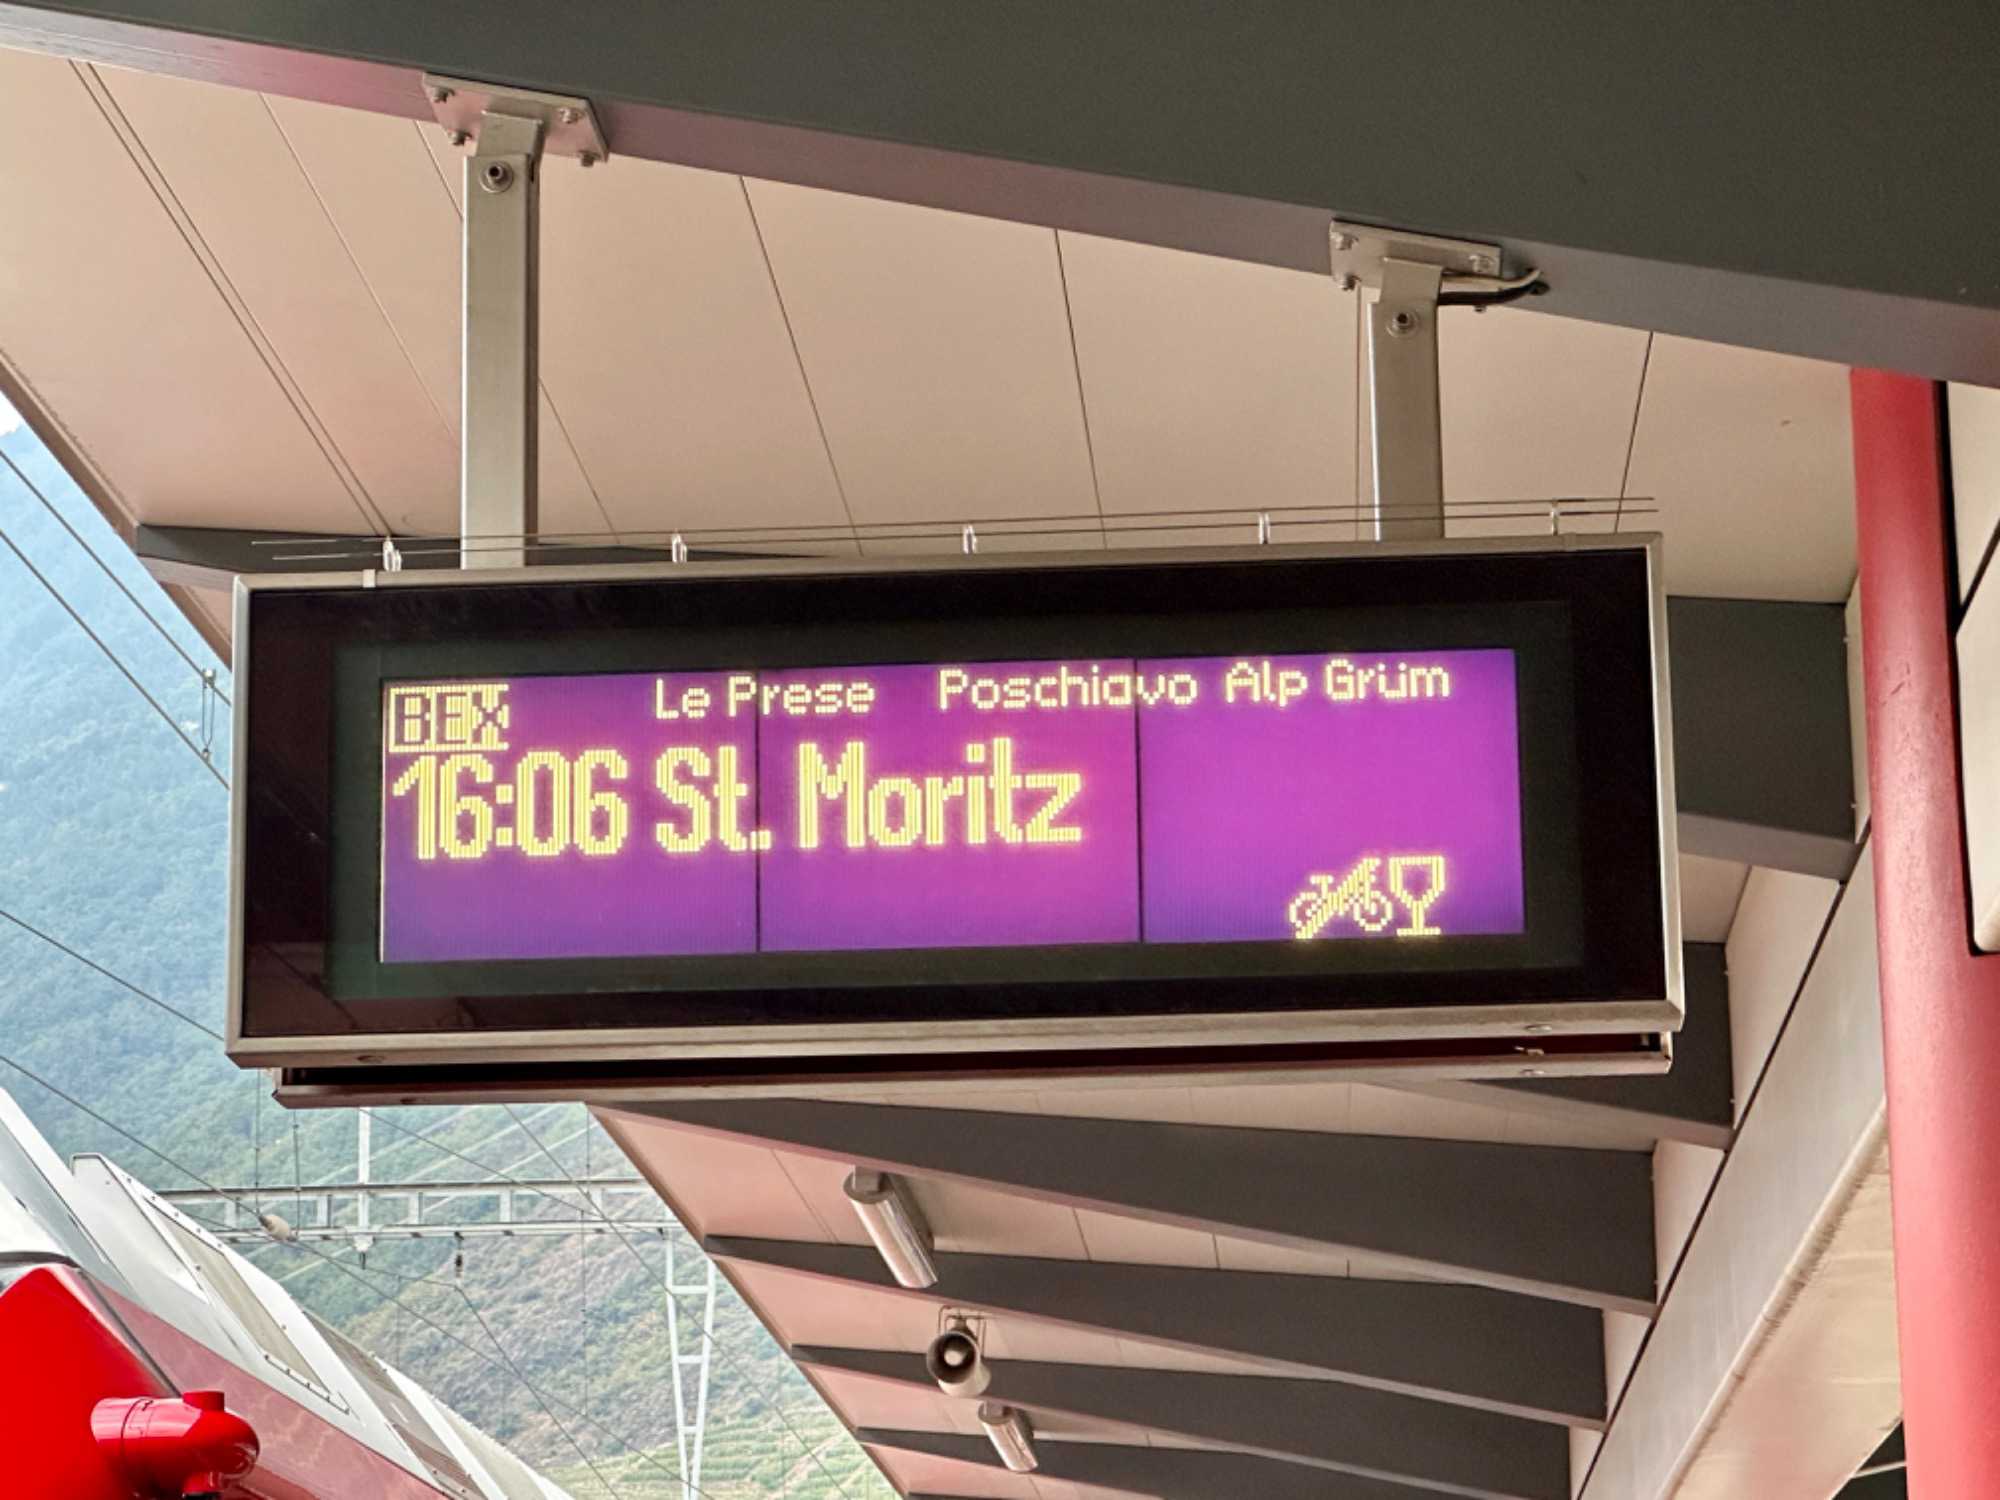 BEX Le Prese Poschiavo Alp Grüm
16:06 St. Moritz